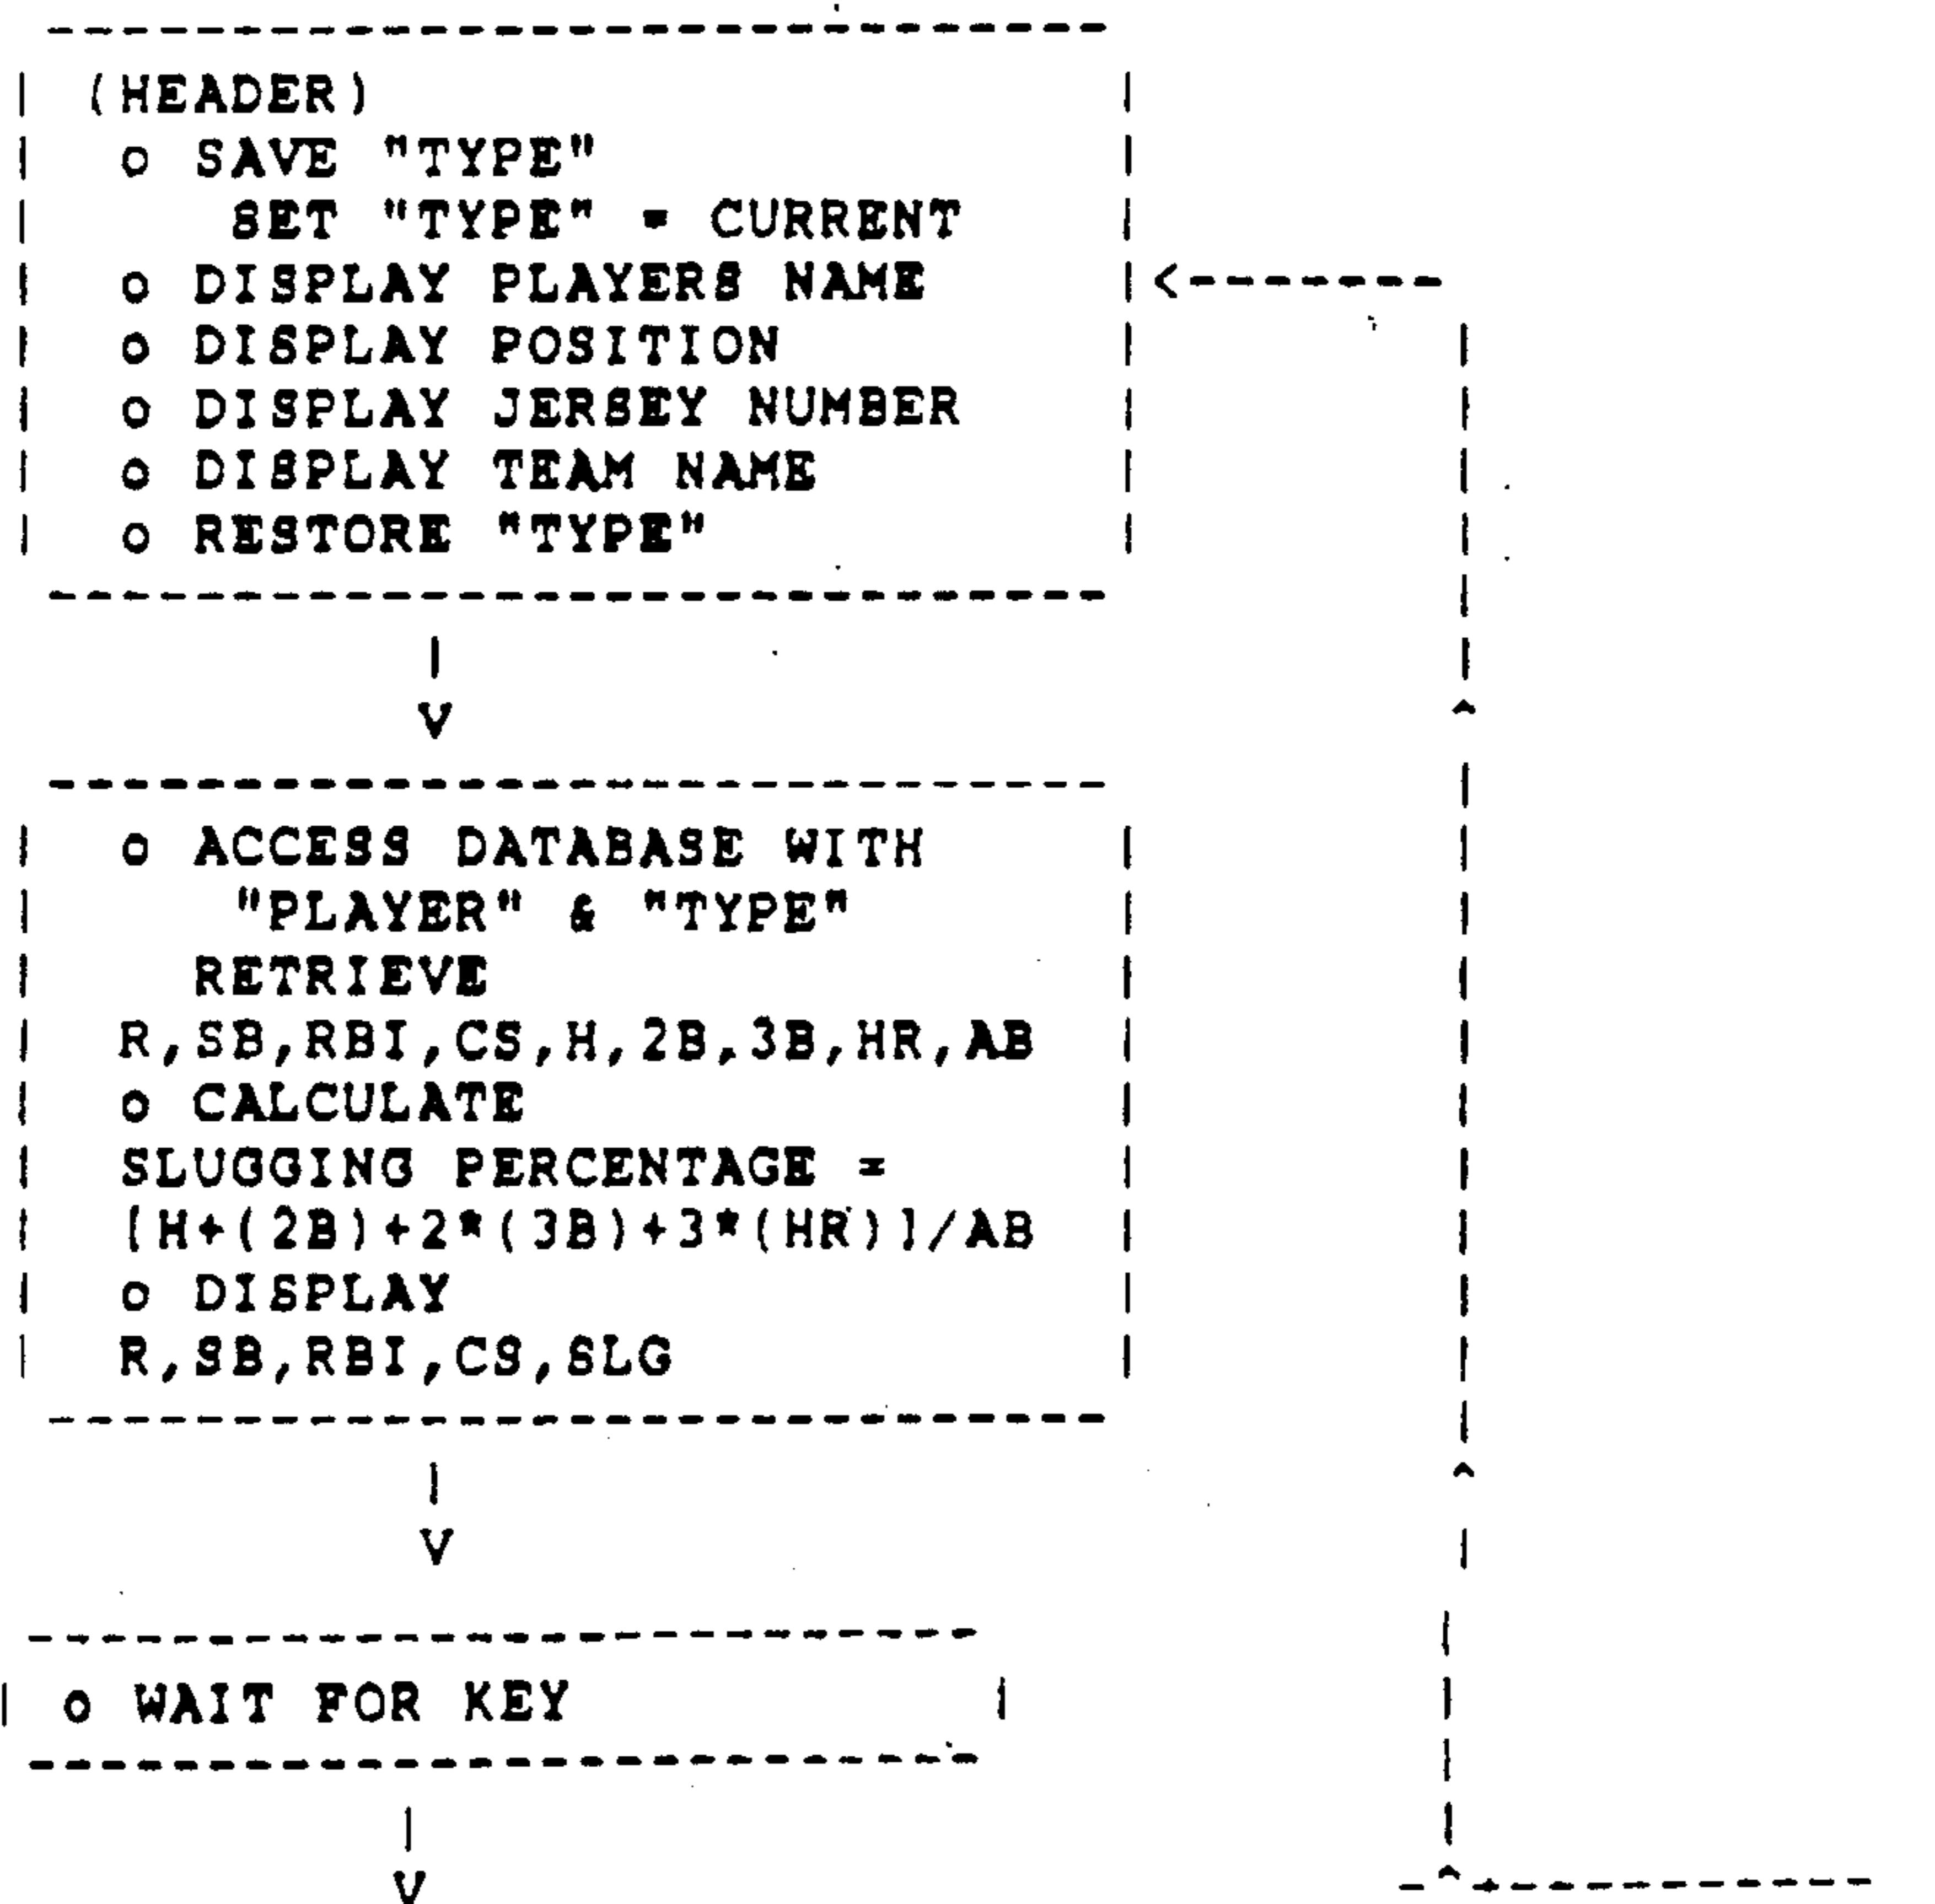 (HEADER)
o SAVE "TYPE"
SET "TYPE" = CURRENT
o DISPLAY PLAYERS NAME
o DISPLAY POSITION
o DISPLAY JERSEY NUMBER
o DISPLAY TEAM NAME
o RESTORE "TYPE"
o ACCESS DATABASE WITH
"PLAYER" & "TYPE"
RETRIEVE
R,SB,RBI,CS,H,2B,3B,HR,AB
o CALCULATE
SLUGGING PERCENTAGE =
[H+(2B)+2*(3B)+3*(HR)]/AB
o DISPLAY
R,SB,RBI,CS,SLG
o WAIT FOR KEY